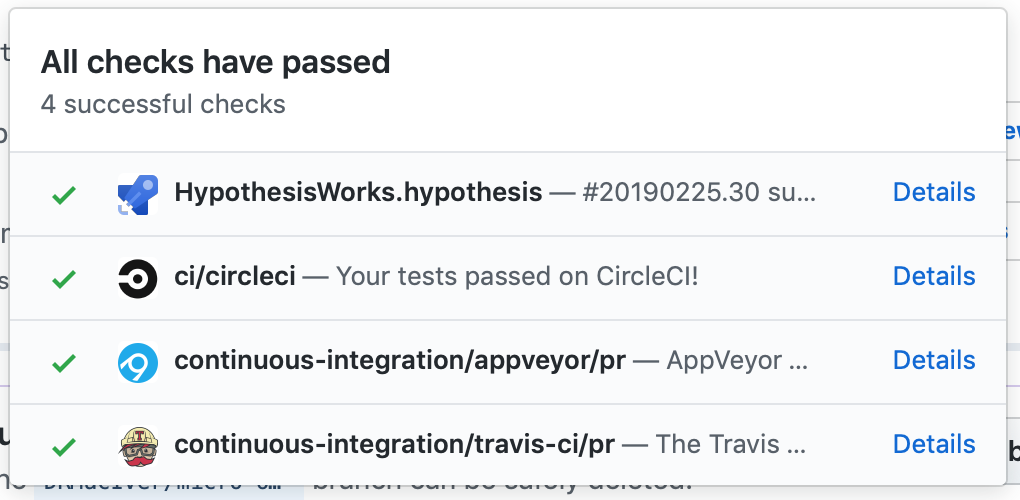 All checks have passed
4 successful checks
HypothesisWorks.hypothesis — #20190225.30 su... Details
ci/circleci — Your tests passed on CircleCI! Details
continuous-integration/appveyor/pr — AppVeyor ... Details
continuous-integration/travis-ci/pr — The Travis ... Details
branch can be safely deleted.